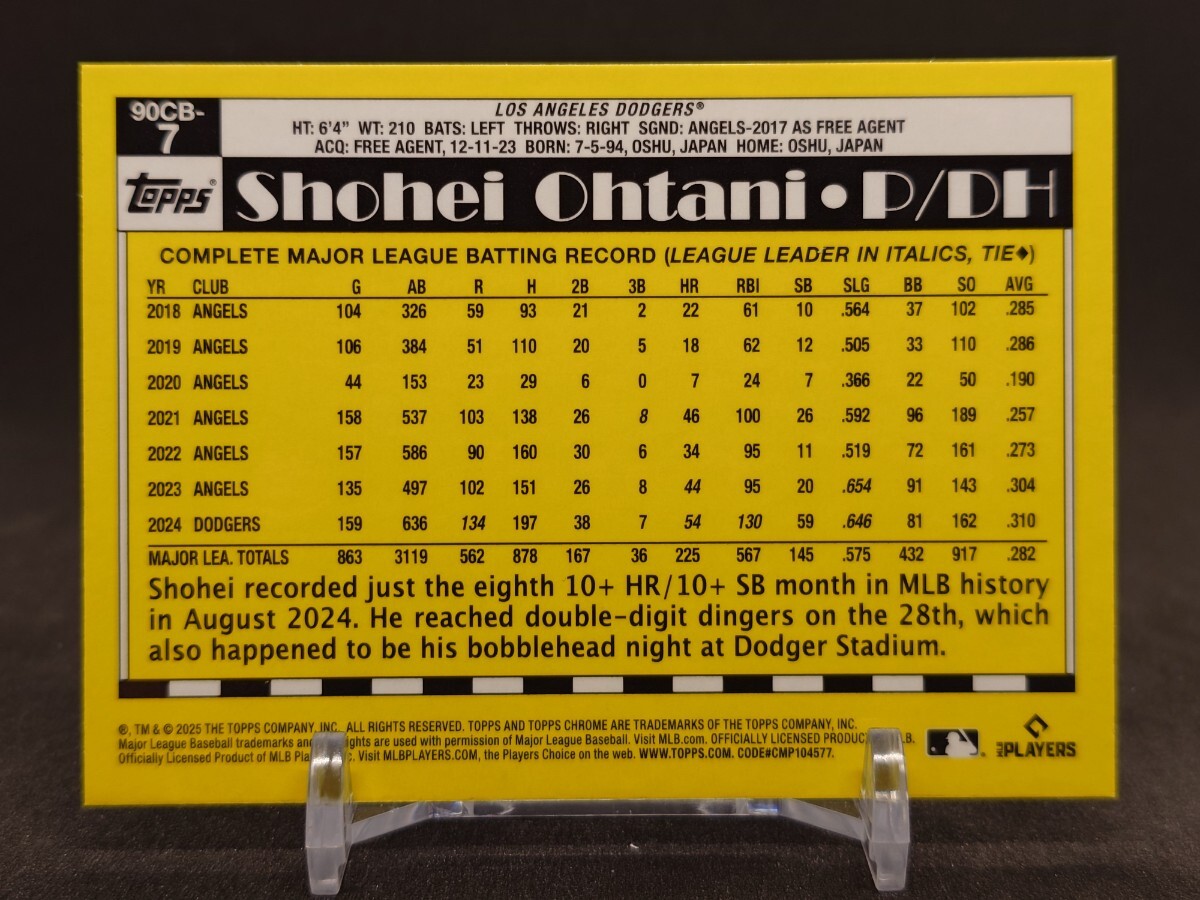 90CB-
7
LOS ANGELES DODGERS®
HT: 6'4" WT: 210 BATS: LEFT THROWS: RIGHT SGND: ANGELS-2017 AS FREE AGENT
ACQ: FREE AGENT, 12-11-23 BORN: 7-5-94, OSHU, JAPAN HOME: OSHU, JAPAN
Topps® Shohei Ohtani • P/DH
COMPLETE MAJOR LEAGUE BATTING RECORD (LEAGUE LEADER IN ITALICS, TIE♦)
YR CLUB G AB R H 2B 3B HR RBI SB SLG BB SO AVG
2018 ANGELS 104 326 59 93 21 2 22 61 10 .564 37 102 .285
2019 ANGELS 106 384 51 110 20 5 18 62 12 .505 33 110 .286
2020 ANGELS 44 153 23 29 6 0 7 24 7 .366 22 50 .190
2021 ANGELS 158 537 103 138 26 8 46 100 26 .592 96 189 .257
2022 ANGELS 157 586 90 160 30 6 34 95 11 .519 72 161 .273
2023 ANGELS 135 497 102 151 26 8 44 95 20 .654 91 143 .304
2024 DODGERS 159 636 134 197 38 7 54 130 59 .646 81 162 .310
MAJOR LEA. TOTALS 863 3119 562 878 167 36 225 567 145 .575 432 917 .282
Shohei recorded just the eighth 10+ HR/10+ SB month in MLB history
in August 2024. He reached double-digit dingers on the 28th, which
also happened to be his bobblehead night at Dodger Stadium.
®, TM & © 2025 THE TOPPS COMPANY, INC. ALL RIGHTS RESERVED. TOPPS AND TOPPS CHROME ARE TRADEMARKS OF THE TOPPS COMPANY, INC.
Major League Baseball trademarks are used with permission of Major League Baseball. Visit MLB.com. OFFICIALLY LICENSED
Officially Licensed Product of MLB Visit MLBPLAYERS.COM, the Players Choice on the web. WWW.TOPPS.COM. CODE#CMP104577.
MLB PLAYERS